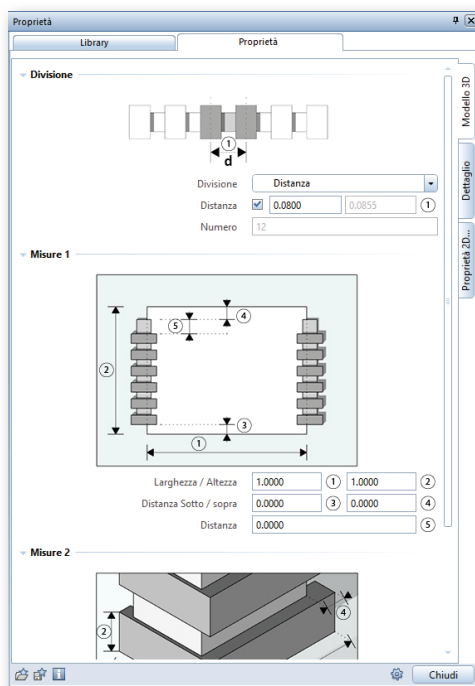 Proprietà
Library
Proprietà
Modello 3D
Dettaglio
Proprietà 2D...
Divisione
1
d
Divisione Distanza
Distanza 0.0800 0.0855 1
Numero 12
Misure 1
4
5
2
3
1
Larghezza / Altezza 1.0000 1 1.0000 2
Distanza Sotto / sopra 0.0000 3 0.0000 4
Distanza 0.0000 5
Misure 2
4
2
Chiudi